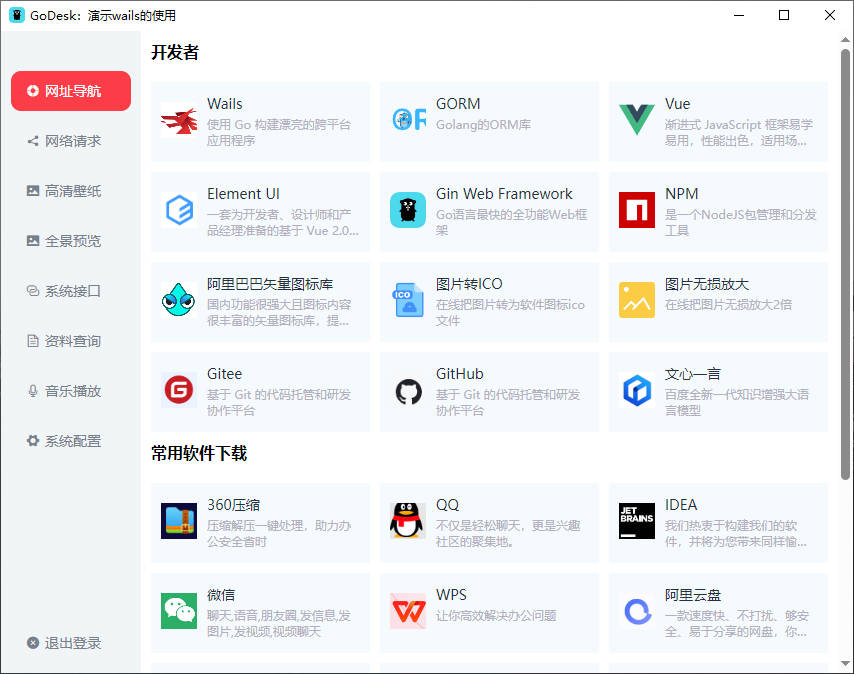 GoDesk：演示wails的使用
网址导航
网络请求
高清壁纸
全景预览
系统接口
资料查询
音乐播放
系统配置
退出登录
开发者
Wails
使用 Go 构建漂亮的跨平台
应用程序
GORM
Golang的ORM库
Vue
渐进式 JavaScript 框架易学
易用，性能出色，适用场...
Element UI
一套为开发者、设计师和产
品经理准备的基于 Vue 2.0...
Gin Web Framework
Go语言最快的全功能Web框
架
NPM
是一个NodeJS包管理和分发
工具
阿里巴巴矢量图标库
国内功能很强大且图标内容
很丰富的矢量图标库，提...
ICO
图片转ICO
在线把图片转为软件图标ico
文件
图片无损放大
在线把图片无损放大2倍
Gitee
基于 Git 的代码托管和研发
协作平台
GitHub
基于 Git 的代码托管和研发
协作平台
文心一言
百度全新一代知识增强大语
言模型
常用软件下载
360压缩
压缩解压一键处理，助力办
公安全省时
QQ
不仅是轻松聊天，更是兴趣
社区的聚集地。
JET
BRAINS
IDEA
我们热衷于构建我们的软
件，并将为您带来同样愉...
微信
聊天,语音,朋友圈,发信息,发
图片,发视频,视频聊天
WPS
让你高效解决办公问题
阿里云盘
一款速度快、不打扰、够安
全、易于分享的网盘，你...